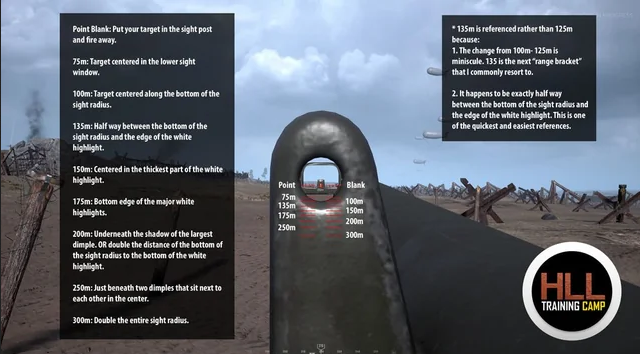 Point Blank: Put your target in the sight post
and fire away.
75m: Target centered in the lower sight
window.
100m: Target centered along the bottom of the
sight radius.
135m: Half way between the bottom of the
sight radius and the edge of the white
highlight.
150m: Centered in the thickest part of the white
highlight.
175m: Bottom edge of the major white
highlights.
200m: Underneath the shadow of the largest
dimple. OR double the distance of the bottom of
the sight radius to the bottom of the white
highlight.
250m: Just beneath two dimples that sit next to
each other in the center.
300m: Double the entire sight radius.
* 135m is referenced rather than 125m
because:
1. The change from 100m- 125m is
miniscule. 135 is the next "range bracket"
that I commonly resort to.
2. It happens to be exactly half way
between the bottom of the sight radius and
the edge of the white highlight. This is one
of the quickest and easiest references.
Point Blank
75m 100m
135m 150m
175m 200m
250m 300m
HLL
TRAINING CAMP